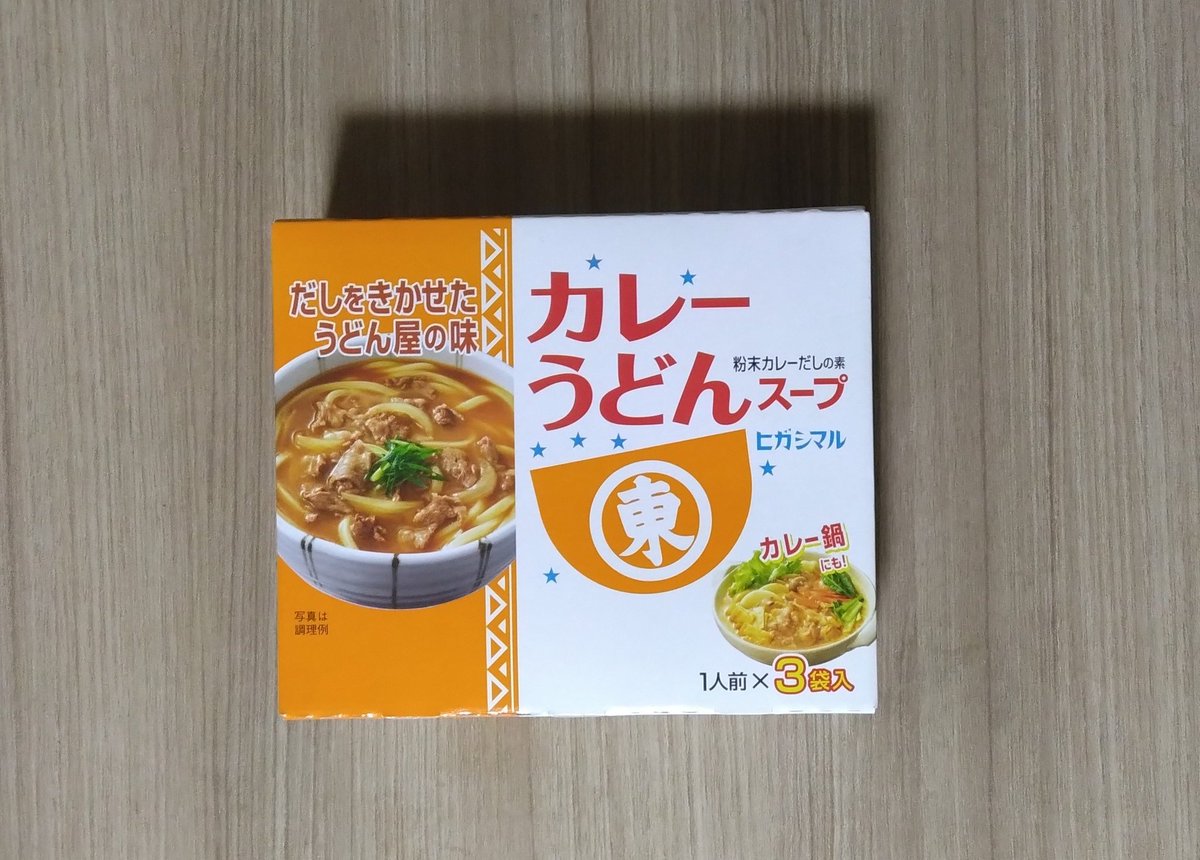 だしをきかせた
うどん屋の味
写真は
調理例
カレー
うどん
粉末カレーだしの素
スープ
ヒガシマル
東
カレー鍋
にも!
1人前×3袋入